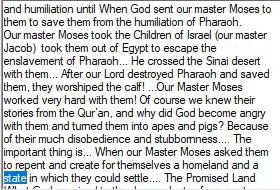 and humiliation until When God sent our master Moses to
them to save them from the humiliation of Pharaoh.
Our master Moses took the Children of Israel (our master
Jacob) took them out of Egypt to escape the
enslavement of Pharaoh... He crossed the Sinai desert
with them... After our Lord destroyed Pharaoh and saved
them, they worshiped the calf! ...Our Master Moses
worked very hard with them! Of course we knew their
stories from the Qur'an, and why did God become angry
with them and turned them into apes and pigs? Because
of their much disobedience and stubbornness.... The
important thing is... When our Master Moses asked them
to repent and create for themselves a homeland and a
state in which they could settle.... The Promised Land